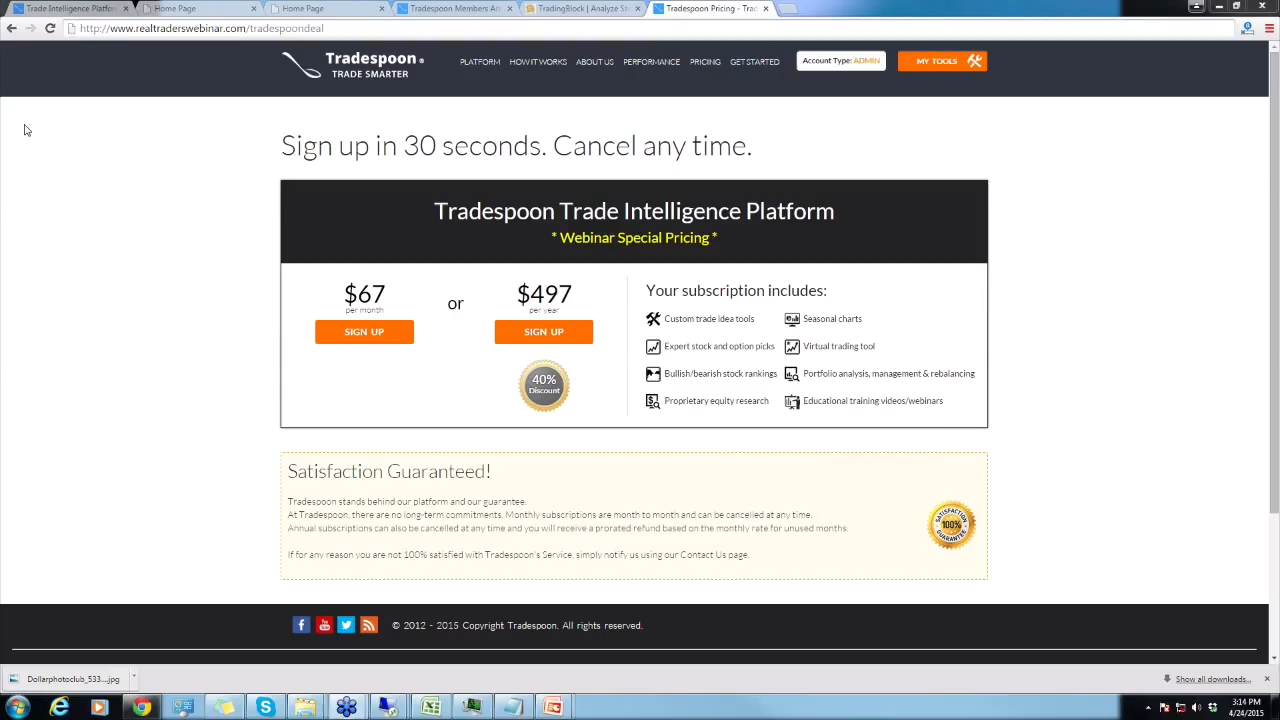 Trade Intelligence Platform
Home Page
Home Page
Tradespoon Members Ar
TradingBlock | Analyze St
Tradespoon Pricing - Tra
http://www.realtraderswebinar.com/tradespoondeal
Tradespoon®
TRADE SMARTER
PLATFORM
HOW IT WORKS
ABOUT US
PERFORMANCE
PRICING
GET STARTED
Account Type: ADMIN
MY TOOLS
Sign up in 30 seconds. Cancel any time.
Tradespoon Trade Intelligence Platform
* Webinar Special Pricing *
$67
per month
SIGN UP
or
$497
per year
SIGN UP
40%
Discount
Your subscription includes:
Custom trade idea tools
Seasonal charts
Expert stock and option picks
Virtual trading tool
Bullish/bearish stock rankings
Portfolio analysis, management & rebalancing
Proprietary equity research
Educational training videos/webinars
Satisfaction Guaranteed!
Tradespoon stands behind our platform and our guarantee.
At Tradespoon, there are no long-term commitments. Monthly subscriptions are month to month and can be cancelled at any time.
Annual subscriptions can also be cancelled at any time and you will receive a prorated refund based on the monthly rate for unused months.
If for any reason you are not 100% satisfied with Tradespoon's Service, simply notify us using our Contact Us page.
SATISFACTION
100%
GUARANTEE
© 2012 - 2015 Copyright Tradespoon. All rights reserved.
Dollarphotoclub_533....jpg
Show all downloads...
3:14 PM
4/24/2015